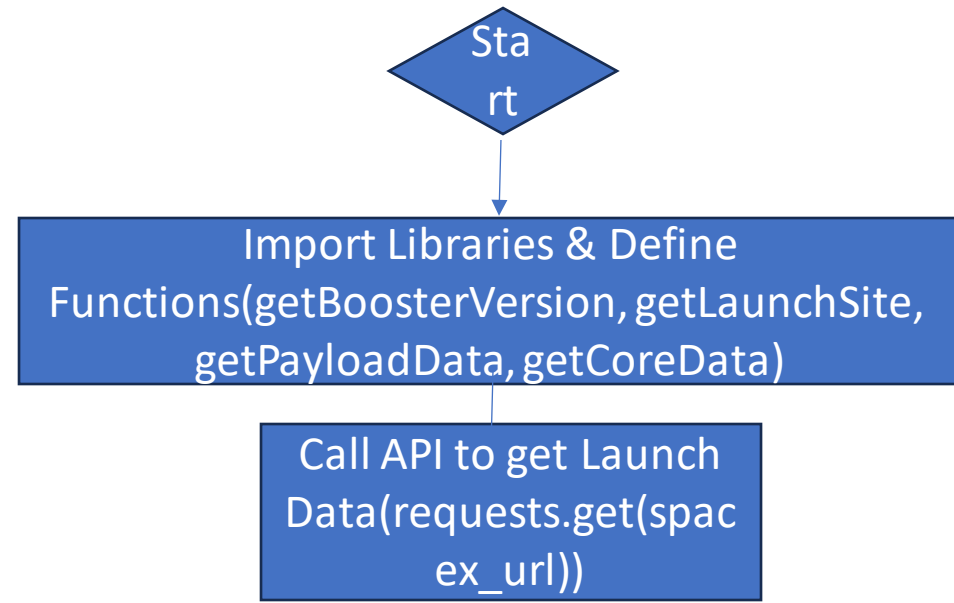 Sta
rt
Import Libraries & Define
Functions(getBoosterVersion, getLaunchSite,
getPayloadData, getCoreData)
Call API to get Launch
Data(requests.get(spac
ex_url))